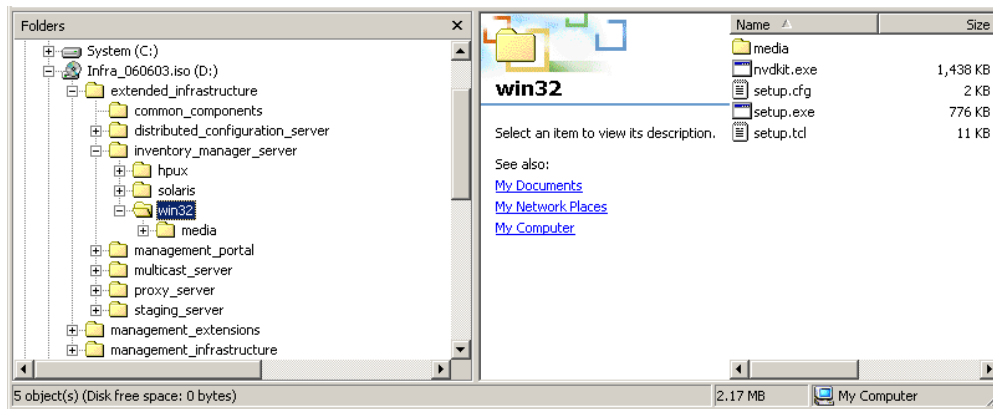 Folders
System (C:)
Infra_060603.iso (D:)
extended_infrastructure
common_components
distributed_configuration_server
inventory_manager_server
hpux
solaris
win32
media
management_portal
multicast_server
proxy_server
staging_server
management_extensions
management_infrastructure
win32
Select an item to view its description.
See also:
My Documents
My Network Places
My Computer
Name Size
media
nvdkit.exe 1,438 KB
setup.cfg 2 KB
setup.exe 776 KB
setup.tcl 11 KB
5 object(s) (Disk free space: 0 bytes) 2.17 MB My Computer